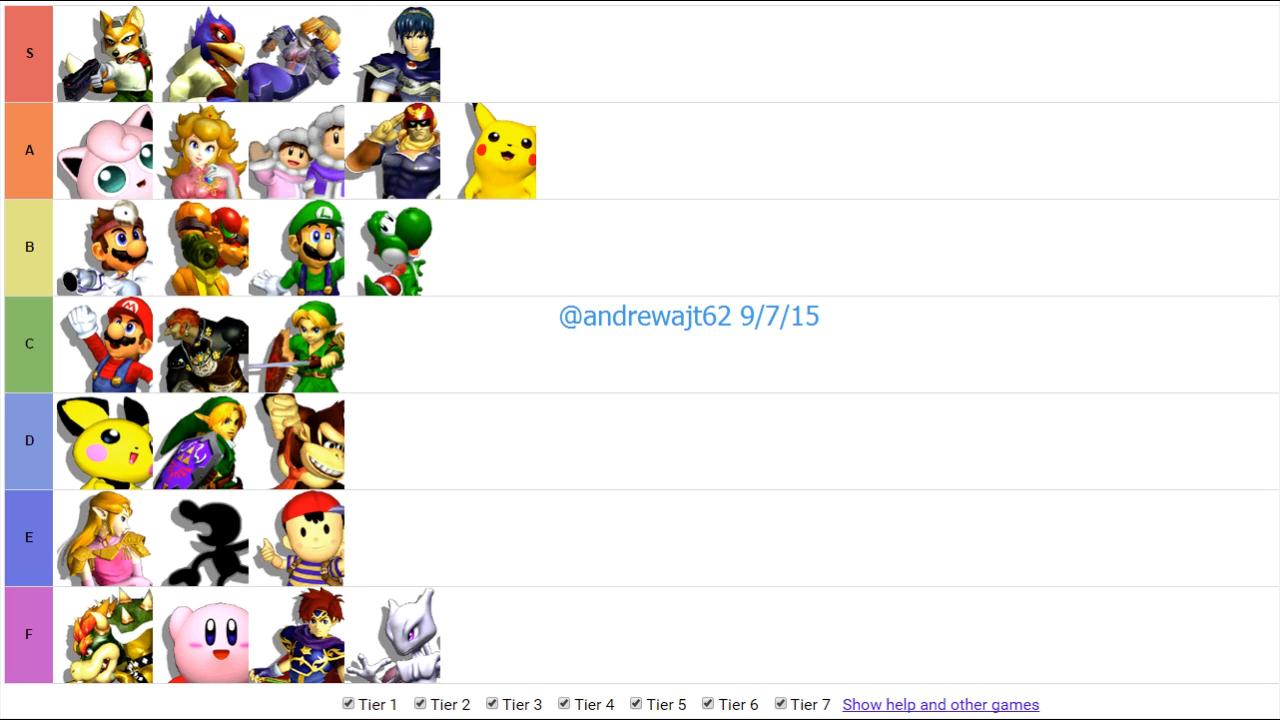 S
A
B
C
@andrewajt62 9/7/15
D
E
F
Tier 1 Tier 2 Tier 3 Tier 4 Tier 5 Tier 6 Tier 7 Show help and other games